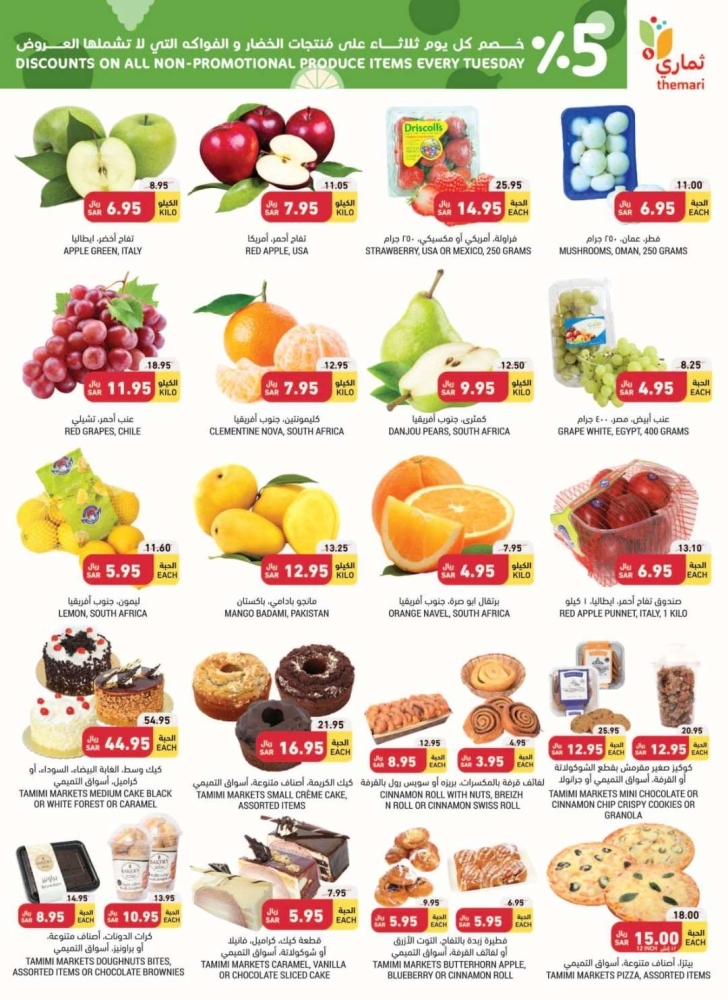 خصم كل يوم ثلاثاء على مُنتجات الخضار و الفواكه التي لا تشملها العروض
DISCOUNTS ON ALL NON-PROMOTIONAL PRODUCE ITEMS EVERY TUESDAY
%5
ثماري
themari
8.95
ريال SAR 6.95 الكيلو KILO
تفاح أخضر، ايطاليا
APPLE GREEN, ITALY
11.05
ريال SAR 7.95 الكيلو KILO
تفاح أحمر، أمريكا
RED APPLE, USA
Driscoll's
25.95
ريال SAR 14.95 الحبة EACH
فراولة، أمريكي أو مكسيكي، ٢٥٠ جرام
STRAWBERRY, USA OR MEXICO, 250 GRAMS
11.00
ريال SAR 6.95 الحبة EACH
فطر، عمان، ٢٥٠ جرام
MUSHROOMS, OMAN, 250 GRAMS
18.95
ريال SAR 11.95 الكيلو KILO
عنب أحمر، تشيلي
RED GRAPES, CHILE
12.95
ريال SAR 7.95 الكيلو KILO
كليمونتين، جنوب أفريقيا
CLEMENTINE NOVA, SOUTH AFRICA
12.50
ريال SAR 9.95 الكيلو KILO
كمثرى، جنوب أفريقيا
DANJOU PEARS, SOUTH AFRICA
8.25
ريال SAR 4.95 الحبة EACH
عنب أبيض، مصر، ٤٠٠ جرام
GRAPE WHITE, EGYPT, 400 GRAMS
11.60
ريال SAR 5.95 الحبة EACH
ليمون، جنوب أفريقيا
LEMON, SOUTH AFRICA
13.25
ريال SAR 12.95 الكيلو KILO
مانجو بادامي، باكستان
MANGO BADAMI, PAKISTAN
7.95
ريال SAR 4.95 الكيلو KILO
برتقال ابو صرة، جنوب أفريقيا
ORANGE NAVEL, SOUTH AFRICA
13.10
ريال SAR 6.95 الحبة EACH
صندوق تفاح أحمر، ايطاليا، ١ كيلو
RED APPLE PUNNET, ITALY, 1 KILO
54.95
ريال SAR 44.95 الحبة EACH
كيك وسط، الغابة البيضاء، السوداء، أو
كراميل، أسواق التميمي
TAMIMI MARKETS MEDIUM CAKE BLACK
OR WHITE FOREST OR CARAMEL
21.95
ريال SAR 16.95 الحبة EACH
كيك الكريمة، أصناف متنوعة، أسواق التميمي
TAMIMI MARKETS SMALL CRÈME CAKE,
ASSORTED ITEMS
12.95
ريال SAR 8.95 الحبة EACH
4.95
ريال SAR 3.95 الحبة EACH
لفائف قرفة بالمكسرات، بريزه أو سويس رول بالقرفة
CINNAMON ROLL WITH NUTS, BREIZH
N ROLL OR CINNAMON SWISS ROLL
25.95
ريال SAR 12.95 الحبة EACH
20.95
ريال SAR 12.95 الحبة EACH
كوكيز صغير مقرمش بقطع الشوكولاتة
أو القرفة، أسواق التميمي أو جرانولا
TAMIMI MARKETS MINI CHOCOLATE OR
CINNAMON CHIP CRISPY COOKIES OR
GRANOLA
14.95
ريال SAR 8.95 الحبة EACH
13.95
ريال SAR 10.95 الحبة EACH
كرات الدونات، أصناف متنوعة،
أو براونيز، أسواق التميمي
TAMIMI MARKETS DOUGHNUTS BITES,
ASSORTED ITEMS OR CHOCOLATE BROWNIES
7.95
ريال SAR 5.95 الحبة EACH
قطعة كيك، كراميل، فانيلا
أو شوكولاتة، أسواق التميمي
TAMIMI MARKETS CARAMEL, VANILLA
OR CHOCOLATE SLICED CAKE
ريال SAR 5.95 الحبة EACH
ريال SAR 5.95 الحبة EACH
فطيرة زبدة بالتفاح، التوت الأزرق
أو لفائف القرفة، أسواق التميمي
TAMIMI MARKETS BUTTERHORN APPLE,
BLUEBERRY OR CINNAMON ROLL
18.00
ريال SAR 15.00 12 INCH الحبة EACH
بيتزا، أصناف متنوعة، أسواق التميمي
TAMIMI MARKETS PIZZA, ASSORTED ITEMS